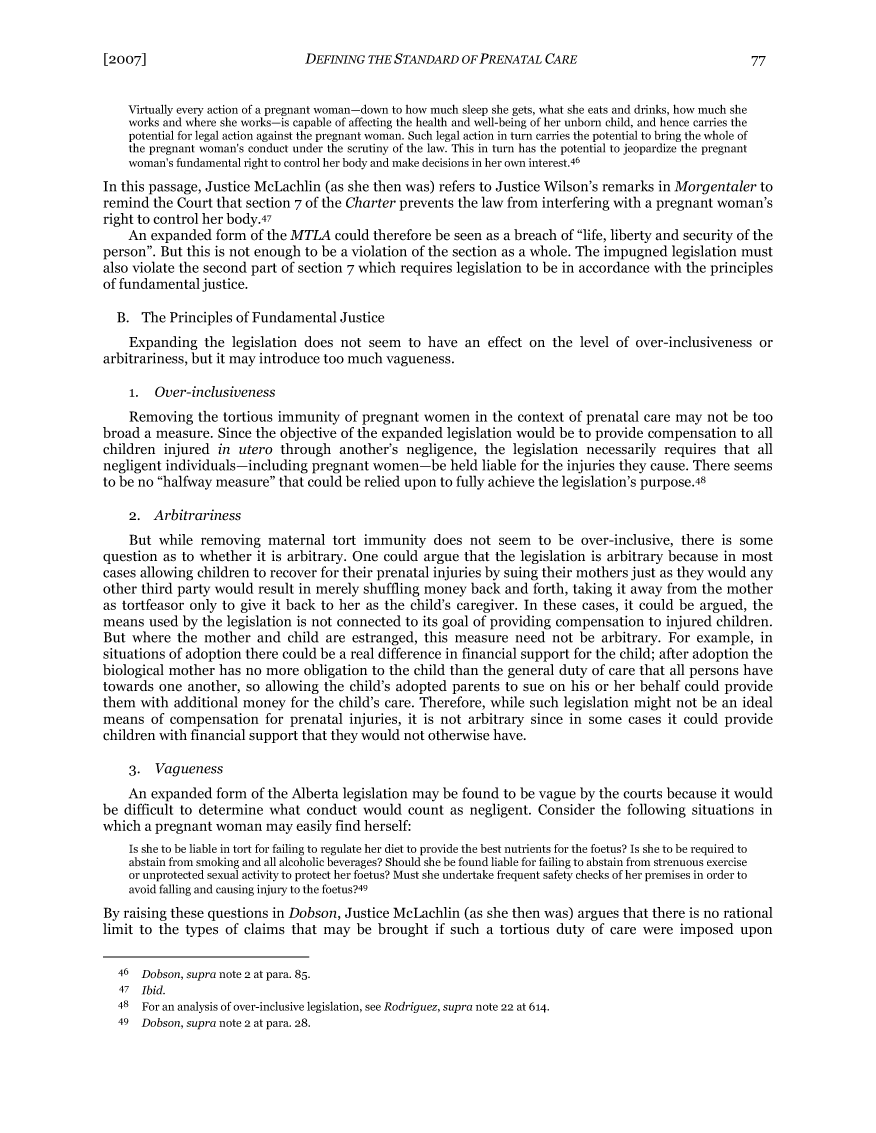 [2007] DEFINING THE STANDARD OF PRENATAL CARE 77
Virtually every action of a pregnant woman—down to how much sleep she gets, what she eats and drinks, how much she
works and where she works—is capable of affecting the health and well-being of her unborn child, and hence carries the
potential for legal action against the pregnant woman. Such legal action in turn carries the potential to bring the whole of
the pregnant woman's conduct under the scrutiny of the law. This in turn has the potential to jeopardize the pregnant
woman's fundamental right to control her body and make decisions in her own interest.46
In this passage, Justice McLachlin (as she then was) refers to Justice Wilson's remarks in Morgentaler to
remind the Court that section 7 of the Charter prevents the law from interfering with a pregnant woman's
right to control her body.47
An expanded form of the MTLA could therefore be seen as a breach of "life, liberty and security of the
person". But this is not enough to be a violation of the section as a whole. The impugned legislation must
also violate the second part of section 7 which requires legislation to be in accordance with the principles
of fundamental justice.
B. The Principles of Fundamental Justice
Expanding the legislation does not seem to have an effect on the level of over-inclusiveness or
arbitrariness, but it may introduce too much vagueness.
1. Over-inclusiveness
Removing the tortious immunity of pregnant women in the context of prenatal care may not be too
broad a measure. Since the objective of the expanded legislation would be to provide compensation to all
children injured in utero through another's negligence, the legislation necessarily requires that all
negligent individuals—including pregnant women—be held liable for the injuries they cause. There seems
to be no "halfway measure" that could be relied upon to fully achieve the legislation's purpose.48
2. Arbitrariness
But while removing maternal tort immunity does not seem to be over-inclusive, there is some
question as to whether it is arbitrary. One could argue that the legislation is arbitrary because in most
cases allowing children to recover for their prenatal injuries by suing their mothers just as they would any
other third party would result in merely shuffling money back and forth, taking it away from the mother
as tortfeasor only to give it back to her as the child's caregiver. In these cases, it could be argued, the
means used by the legislation is not connected to its goal of providing compensation to injured children.
But where the mother and child are estranged, this measure need not be arbitrary. For example, in
situations of adoption there could be a real difference in financial support for the child; after adoption the
biological mother has no more obligation to the child than the general duty of care that all persons have
towards one another, so allowing the child's adopted parents to sue on his or her behalf could provide
them with additional money for the child's care. Therefore, while such legislation might not be an ideal
means of compensation for prenatal injuries, it is not arbitrary since in some cases it could provide
children with financial support that they would not otherwise have.
3. Vagueness
An expanded form of the Alberta legislation may be found to be vague by the courts because it would
be difficult to determine what conduct would count as negligent. Consider the following situations in
which a pregnant woman may easily find herself:
Is she to be liable in tort for failing to regulate her diet to provide the best nutrients for the foetus? Is she to be required to
abstain from smoking and all alcoholic beverages? Should she be found liable for failing to abstain from strenuous exercise
or unprotected sexual activity to protect her foetus? Must she undertake frequent safety checks of her premises in order to
avoid falling and causing injury to the foetus?49
By raising these questions in Dobson, Justice McLachlin (as she then was) argues that there is no rational
limit to the types of claims that may be brought if such a tortious duty of care were imposed upon
46 Dobson, supra note 2 at para. 85.
47 Ibid.
48 For an analysis of over-inclusive legislation, see Rodriguez, supra note 22 at 614.
49 Dobson, supra note 2 at para. 28.